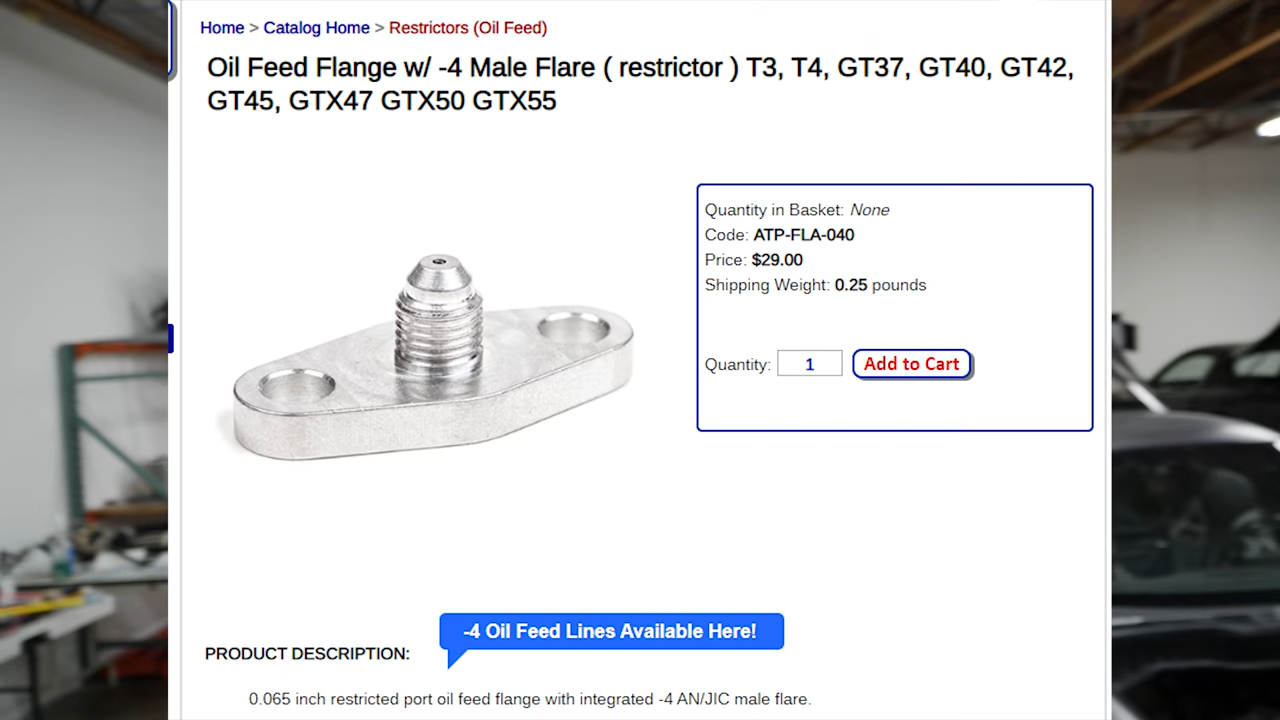 Home > Catalog Home > Restrictors (Oil Feed)
Oil Feed Flange w/ -4 Male Flare ( restrictor ) T3, T4, GT37, GT40, GT42,
GT45, GTX47 GTX50 GTX55
Quantity in Basket: None
Code: ATP-FLA-040
Price: $29.00
Shipping Weight: 0.25 pounds
Quantity: 1 Add to Cart
-4 Oil Feed Lines Available Here!
PRODUCT DESCRIPTION:
0.065 inch restricted port oil feed flange with integrated -4 AN/JIC male flare.